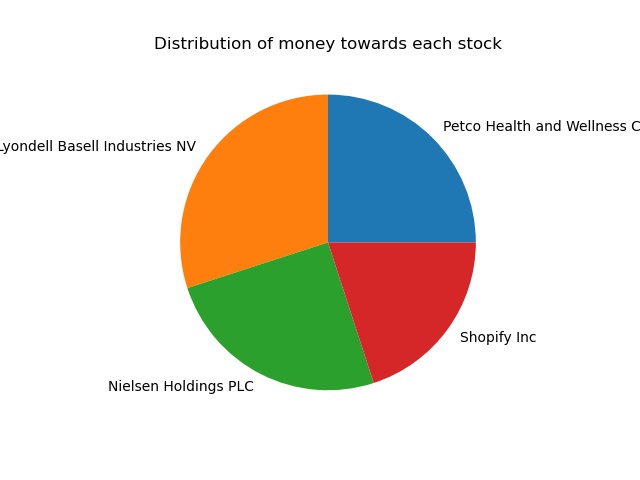 Distribution of money towards each stock
Petco Health and Wellness C
Lyondell Basell Industries NV
Shopify Inc
Nielsen Holdings PLC